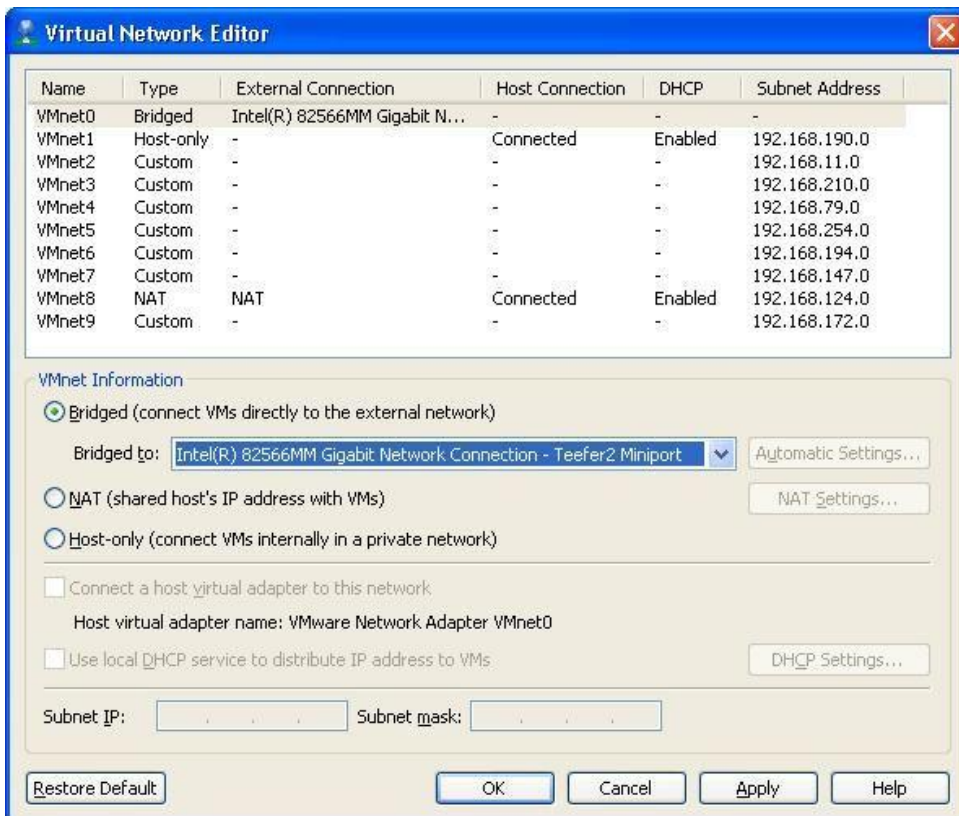 Virtual Network Editor
Name Type External Connection Host Connection DHCP Subnet Address
VMnet0 Bridged Intel(R) 82566MM Gigabit N... - - -
VMnet1 Host-only - Connected Enabled 192.168.190.0
VMnet2 Custom - - - 192.168.11.0
VMnet3 Custom - - - 192.168.210.0
VMnet4 Custom - - - 192.168.79.0
VMnet5 Custom - - - 192.168.254.0
VMnet6 Custom - - - 192.168.194.0
VMnet7 Custom - - - 192.168.147.0
VMnet8 NAT NAT Connected Enabled 192.168.124.0
VMnet9 Custom - - - 192.168.172.0
VMnet Information
Bridged (connect VMs directly to the external network)
Bridged to: Intel(R) 82566MM Gigabit Network Connection - Teefer2 Miniport Automatic Settings...
NAT (shared host's IP address with VMs) NAT Settings...
Host-only (connect VMs internally in a private network)
Connect a host virtual adapter to this network
Host virtual adapter name: VMware Network Adapter VMnet0
Use local DHCP service to distribute IP address to VMs DHCP Settings...
Subnet IP: . . . Subnet mask: . . .
Restore Default OK Cancel Apply Help